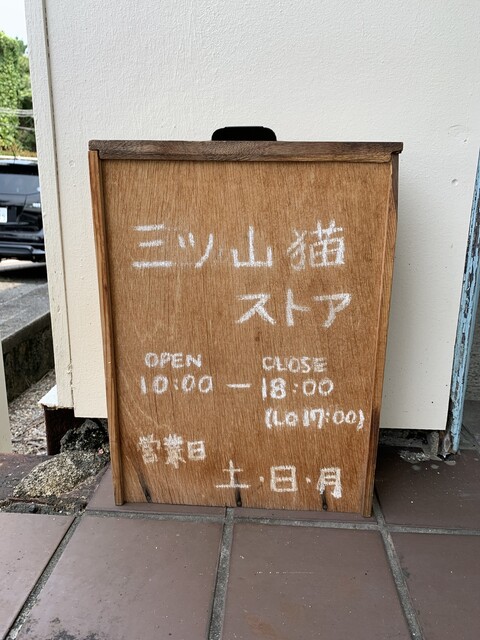 三ツ山猫
ストア
OPEN CLOSE
10:00 — 18:00
(Lo 17:00)
営業日
土・日・月